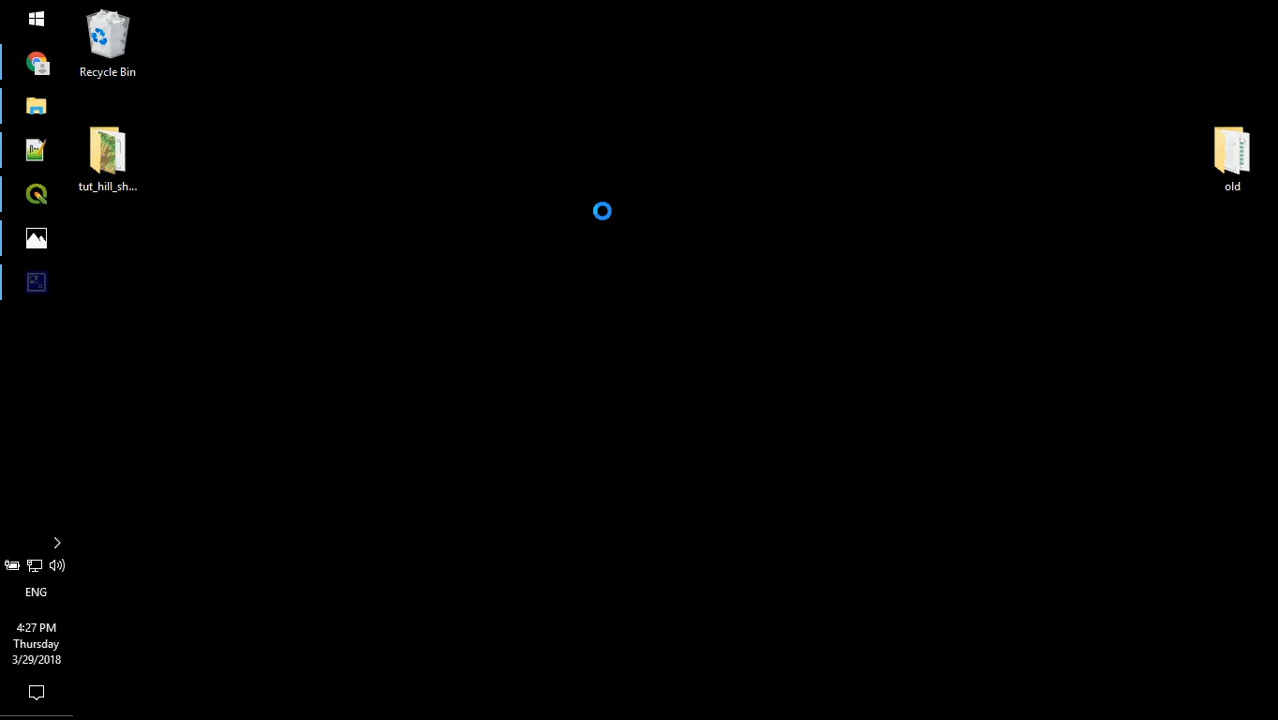 Recycle Bin
tut_hill_sh...
old
ENG
4:27 PM
Thursday
3/29/2018